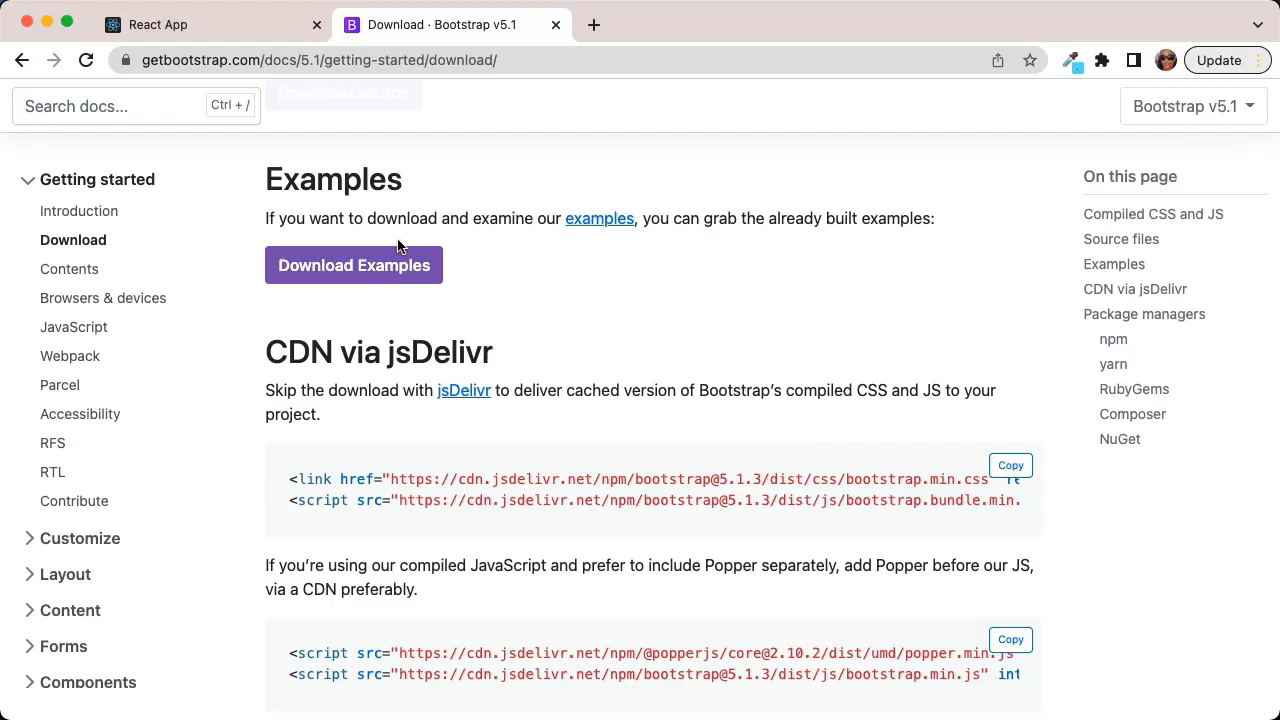 React App
Download · Bootstrap v5.1
getbootstrap.com/docs/5.1/getting-started/download/
Update
Search docs...
Ctrl + /
Bootstrap v5.1
Getting started
Introduction
Download
Contents
Browsers & devices
JavaScript
Webpack
Parcel
Accessibility
RFS
RTL
Contribute
Customize
Layout
Content
Forms
Components
Examples
If you want to download and examine our examples, you can grab the already built examples:
Download Examples
CDN via jsDelivr
Skip the download with jsDelivr to deliver cached version of Bootstrap's compiled CSS and JS to your
project.
Copy
<link href="https://cdn.jsdelivr.net/npm/bootstrap@5.1.3/dist/css/bootstrap.min.css"
<script src="https://cdn.jsdelivr.net/npm/bootstrap@5.1.3/dist/js/bootstrap.bundle.min.
If you're using our compiled JavaScript and prefer to include Popper separately, add Popper before our JS,
via a CDN preferably.
Copy
<script src="https://cdn.jsdelivr.net/npm/@popperjs/core@2.10.2/dist/umd/popper.min.js"
<script src="https://cdn.jsdelivr.net/npm/bootstrap@5.1.3/dist/js/bootstrap.min.js" int
On this page
Compiled CSS and JS
Source files
Examples
CDN via jsDelivr
Package managers
npm
yarn
RubyGems
Composer
NuGet